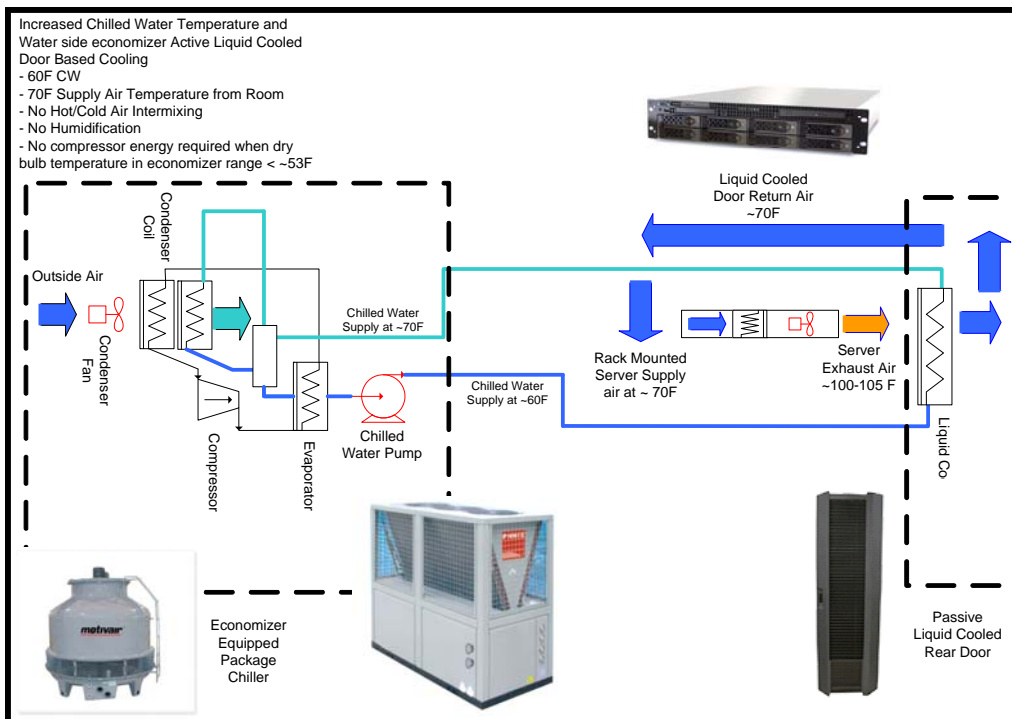 Increased Chilled Water Temperature and
Water side economizer Active Liquid Cooled
Door Based Cooling
- 60F CW
- 70F Supply Air Temperature from Room
- No Hot/Cold Air Intermixing
- No Humidification
- No compressor energy required when dry
bulb temperature in economizer range < ~53F
Liquid Cooled
Door Return Air
~70F
Condenser
Coil
Outside Air
Condenser
Fan
Chilled Water
Supply at ~70F
Rack Mounted
Server Supply
air at ~ 70F
Server
Exhaust Air
~100-105 F
Chilled Water
Supply at ~60F
Compressor
Evaporator
Chilled
Water Pump
Liquid Co
motivair
Economizer
Equipped
Package
Chiller
Passive
Liquid Cooled
Rear Door